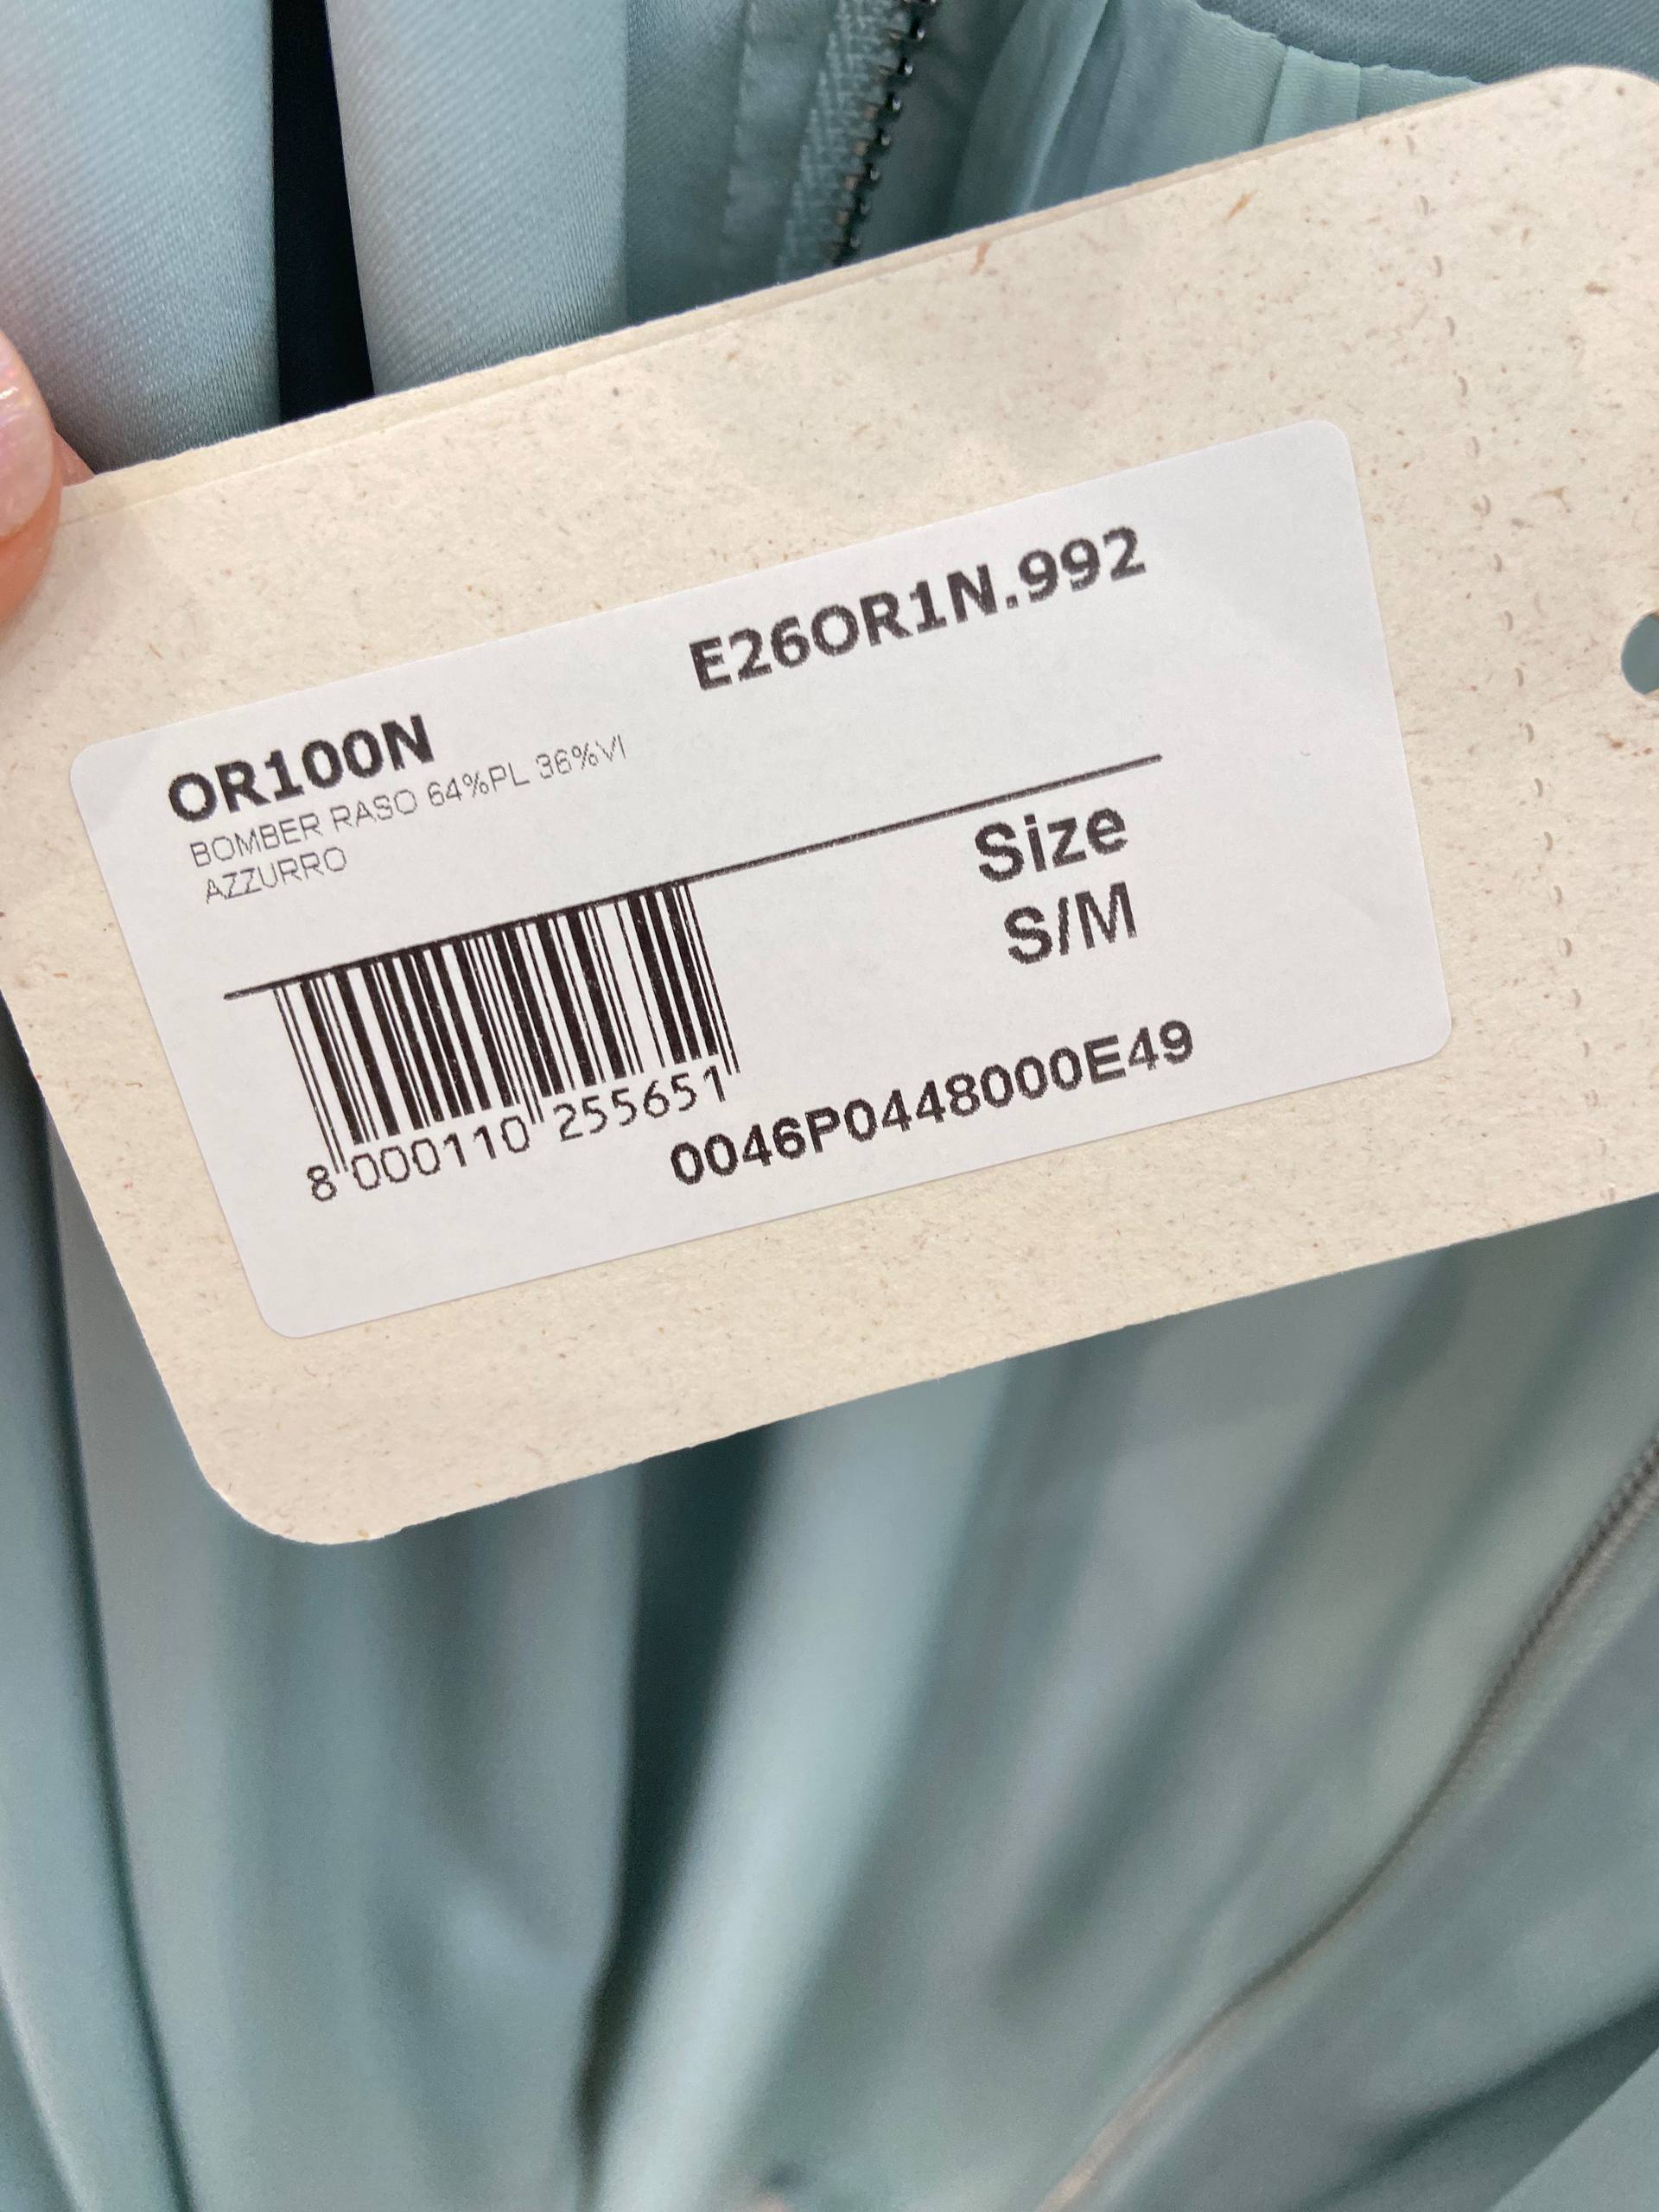 E26OR1N.992
OR100N
BOMBER RASO 64%PL 36%VI
AZZURRO
Size
S/M
8 000110 255651
0046P0448000E49